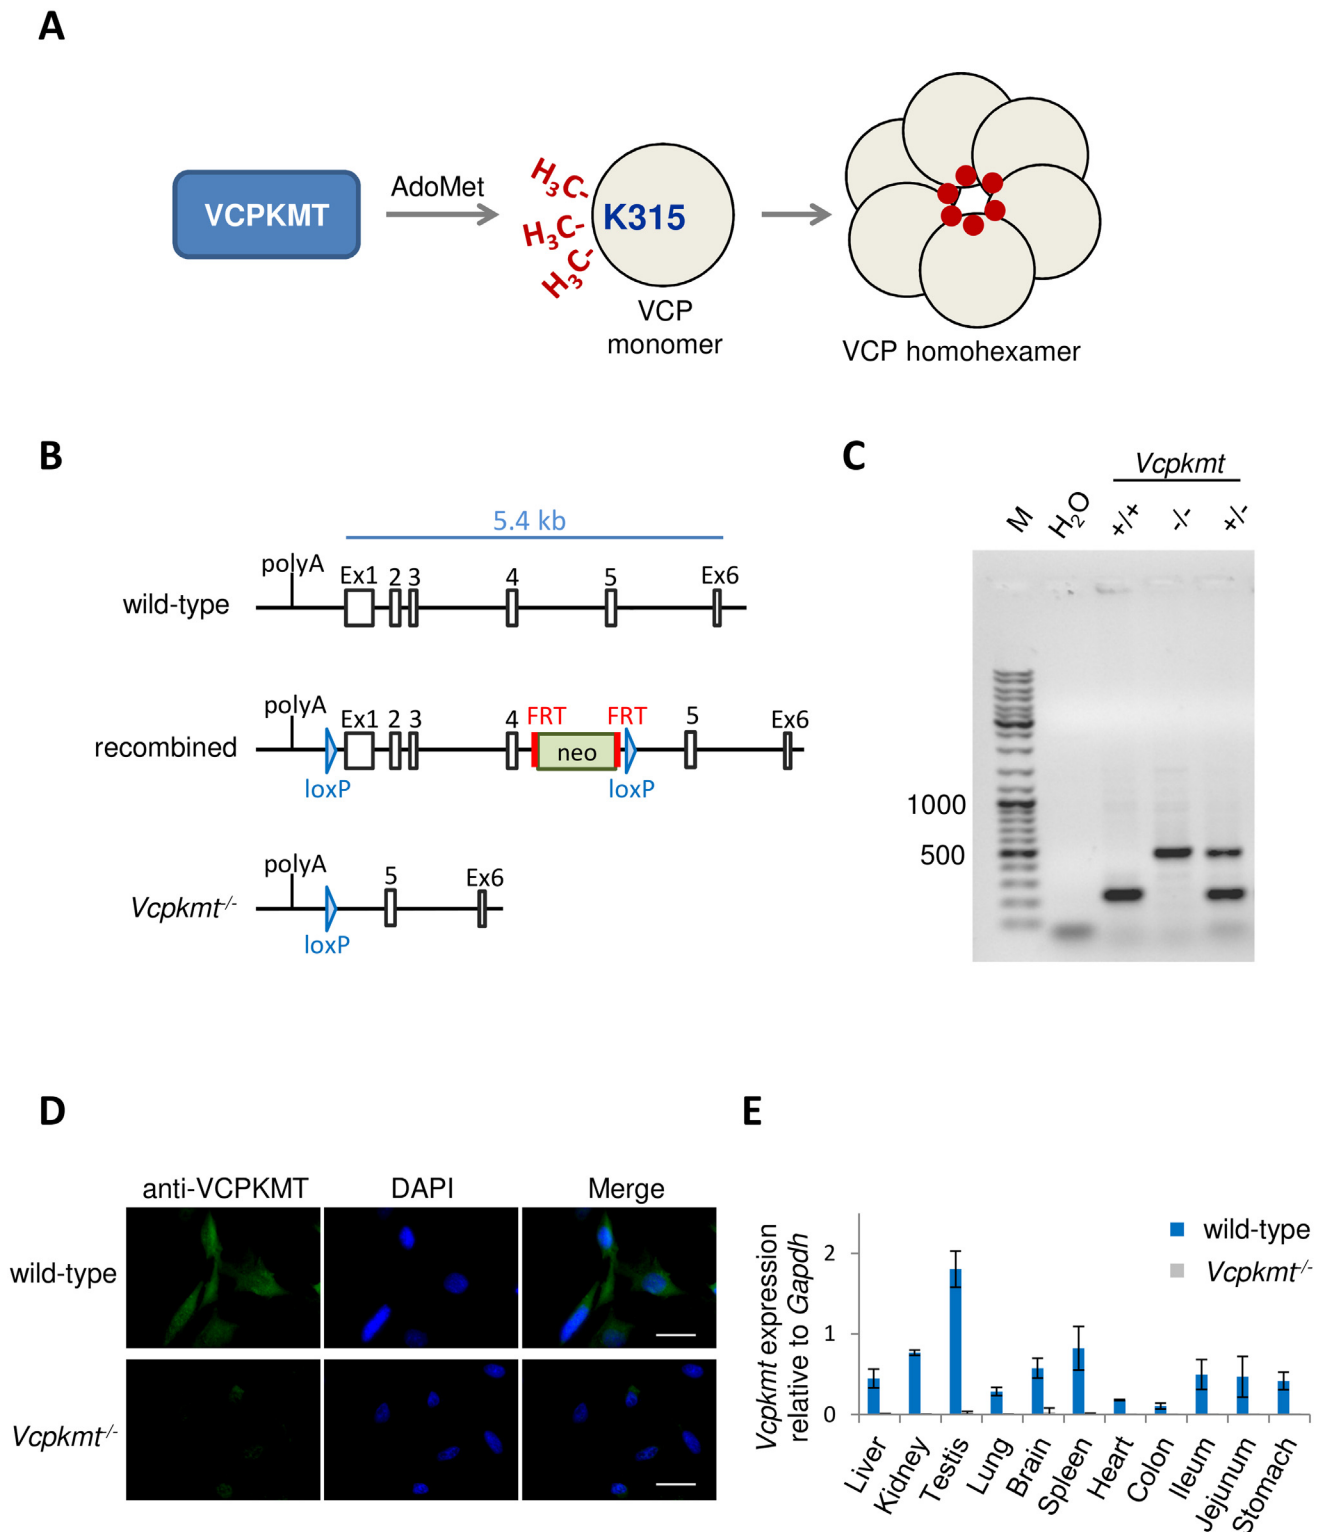 A
VCPKMT
AdoMet
H3C-
H3C-
H3C-
K315
VCP
monomer
VCP homohexamer
B
5.4 kb
polyA
Ex1 2 3 4 5 Ex6
wild-type
polyA
Ex1 2 3 4 FRT FRT 5 Ex6
recombined
neo
loxP loxP
polyA
5 Ex6
Vcpkmt-/-
loxP
C
Vcpkmt
M H2O +/+ -/- +/-
1000
500
D
anti-VCPKMT DAPI Merge
wild-type
Vcpkmt-/-
E
Vcpkmt expression
relative to Gapdh
2
1
0
wild-type
Vcpkmt-/-
Liver
Kidney
Testis
Lung
Brain
Spleen
Heart
Colon
Ileum
Jejunum
Stomach